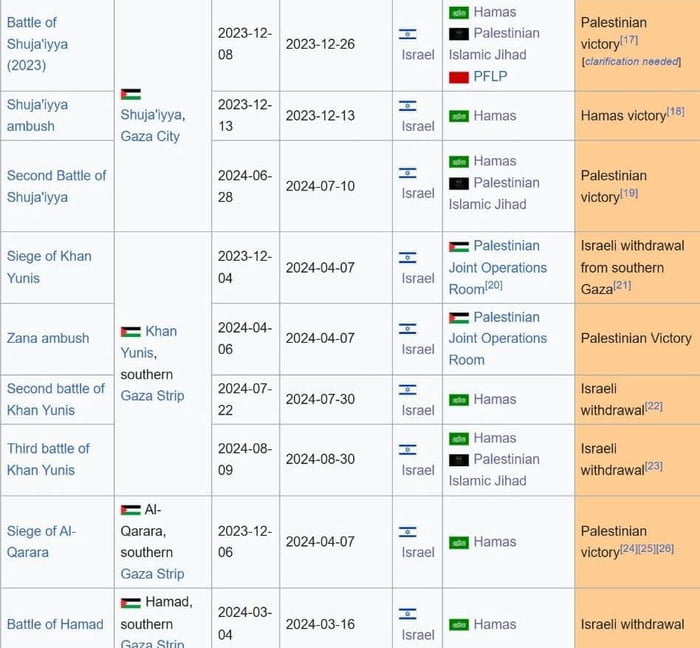 Battle of
Shuja'iyya
(2023)
Shuja'iyya,
Gaza City
2023-12-
08
2023-12-26
Israel
Hamas
Palestinian
Islamic Jihad
PFLP
Palestinian
victory[17]
[clarification needed]
Shuja'iyya
ambush
2023-12-
13
2023-12-13
Israel
Hamas
Hamas victory[18]
Second Battle of
Shuja'iyya
2024-06-
28
2024-07-10
Israel
Hamas
Palestinian
Islamic Jihad
Palestinian
victory[19]
Siege of Khan
Yunis
Khan
Yunis,
southern
Gaza Strip
2023-12-
04
2024-04-07
Israel
Palestinian
Joint Operations
Room[20]
Israeli withdrawal
from southern
Gaza[21]
Zana ambush
2024-04-
06
2024-04-07
Israel
Palestinian
Joint Operations
Room
Palestinian Victory
Second battle of
Khan Yunis
2024-07-
22
2024-07-30
Israel
Hamas
Israeli
withdrawal[22]
Third battle of
Khan Yunis
2024-08-
09
2024-08-30
Israel
Hamas
Palestinian
Islamic Jihad
Israeli
withdrawal[23]
Siege of Al-
Qarara
Al-
Qarara,
southern
Gaza Strip
2023-12-
06
2024-04-07
Israel
Hamas
Palestinian
victory[24][25][26]
Battle of Hamad
Hamad,
southern
Gaza Strip
2024-03-
04
2024-03-16
Israel
Hamas
Israeli withdrawal